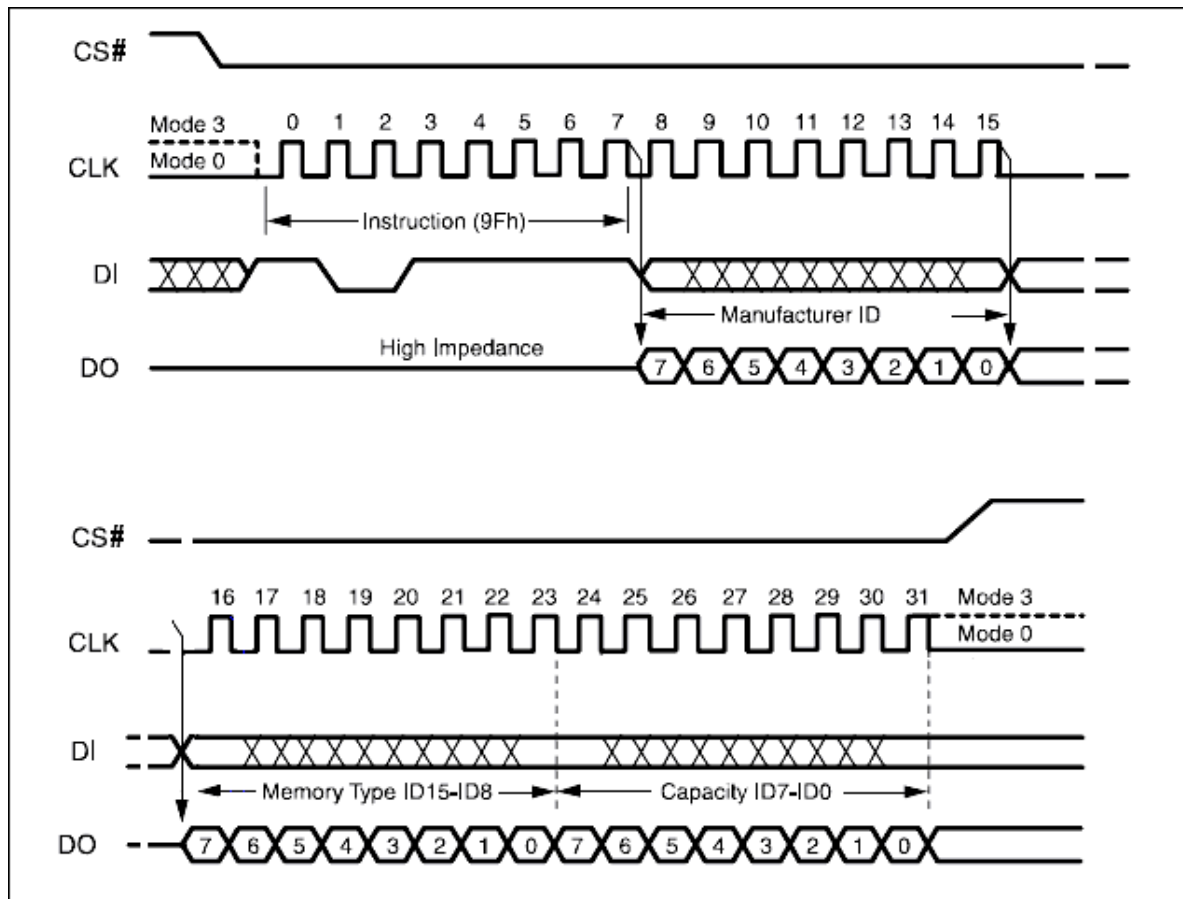 CS#
Mode 3
0 1 2 3 4 5 6 7 8 9 10 11 12 13 14 15
CLK
Mode 0
Instruction (9Fh)
DI
Manufacturer ID
High Impedance
DO
7 6 5 4 3 2 1 0
CS#
16 17 18 19 20 21 22 23 24 25 26 27 28 29 30 31
Mode 3
CLK
Mode 0
DI
Memory Type ID15-ID8
Capacity ID7-ID0
DO
7 6 5 4 3 2 1 0 7 6 5 4 3 2 1 0